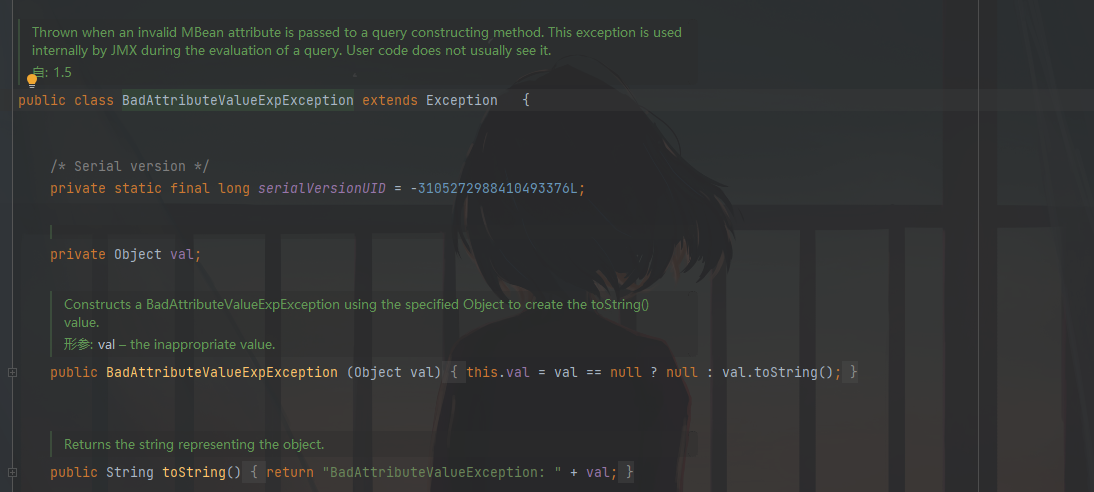 Thrown when an invalid MBean attribute is passed to a query constructing method. This exception is used
internally by JMX during the evaluation of a query. User code does not usually see it.
自: 1.5
public class BadAttributeValueExpException extends Exception   {
/* Serial version */
private static final long serialVersionUID = -3105272988410493376L;
private Object val;
Constructs a BadAttributeValueExpException using the specified Object to create the toString()
value.
形参: val – the inappropriate value.
public BadAttributeValueExpException (Object val) { this.val = val == null ? null : val.toString(); }
Returns the string representing the object.
public String toString() { return "BadAttributeValueException: " + val; }